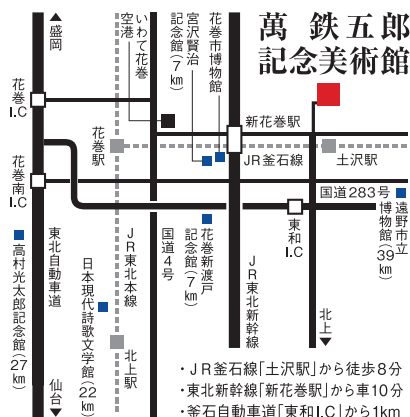 萬 鉄五郎
記念美術館
▲盛岡
いわて花巻
空港
宮沢賢治
記念館(7km)
花巻市博物館
花巻I.C
花巻駅
新花巻駅
JR釜石線
土沢駅
花巻南I.C
国道283号
遠野市立
博物館(39km)
東和I.C
東北自動車道
高村光太郎記念館(27km)
日本現代詩歌文学館(22km)
JR東北本線
国道4号
花巻新渡戸
記念館(7km)
JR東北新幹線
北上駅
北上▼
仙台▼
・JR釜石線「土沢駅」から徒歩8分
・東北新幹線「新花巻駅」から車10分
・釜石自動車道「東和I.C」から1km